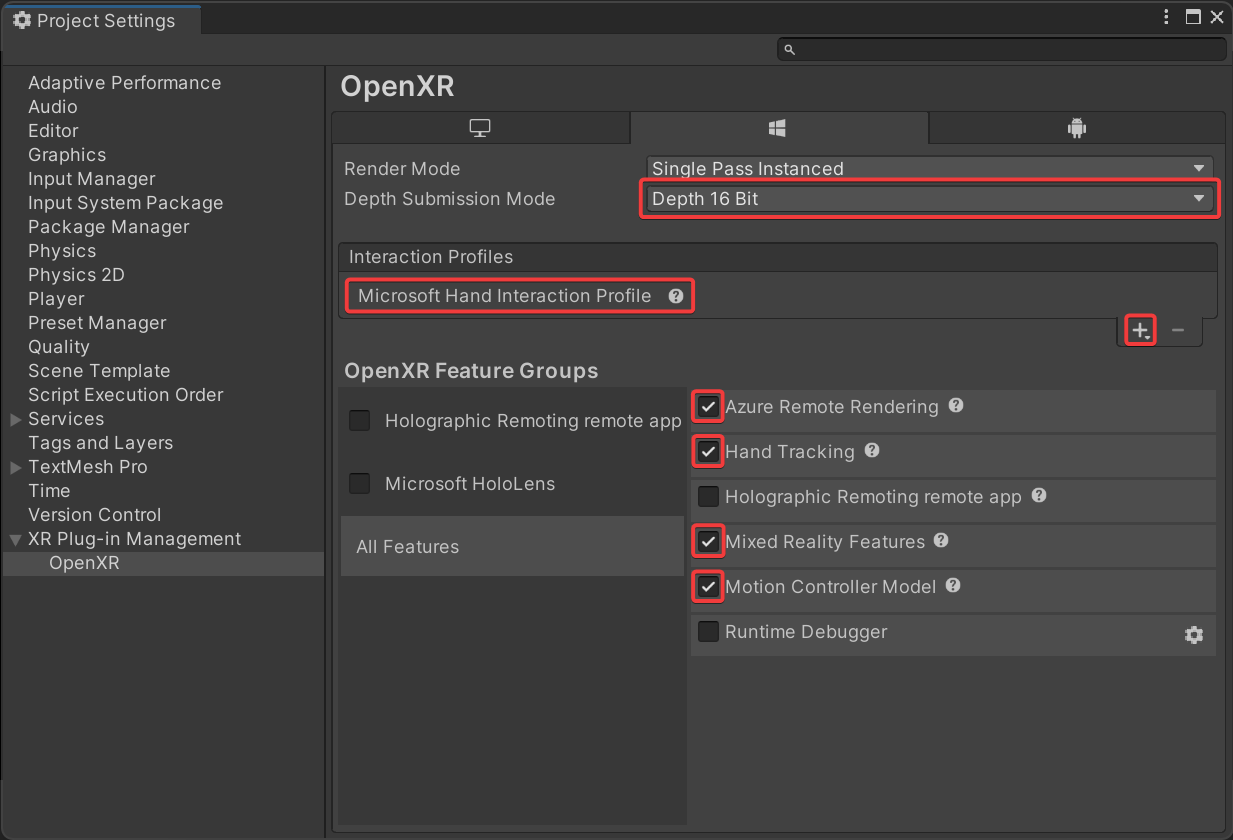 Project Settings
Adaptive Performance
Audio
Editor
Graphics
Input Manager
Input System Package
Package Manager
Physics
Physics 2D
Player
Preset Manager
Quality
Scene Template
Script Execution Order
Services
Tags and Layers
TextMesh Pro
Time
Version Control
XR Plug-in Management
OpenXR
OpenXR
Render Mode Single Pass Instanced
Depth Submission Mode Depth 16 Bit
Interaction Profiles
Microsoft Hand Interaction Profile
OpenXR Feature Groups
Holographic Remoting remote app
Microsoft HoloLens
All Features
Azure Remote Rendering
Hand Tracking
Holographic Remoting remote app
Mixed Reality Features
Motion Controller Model
Runtime Debugger